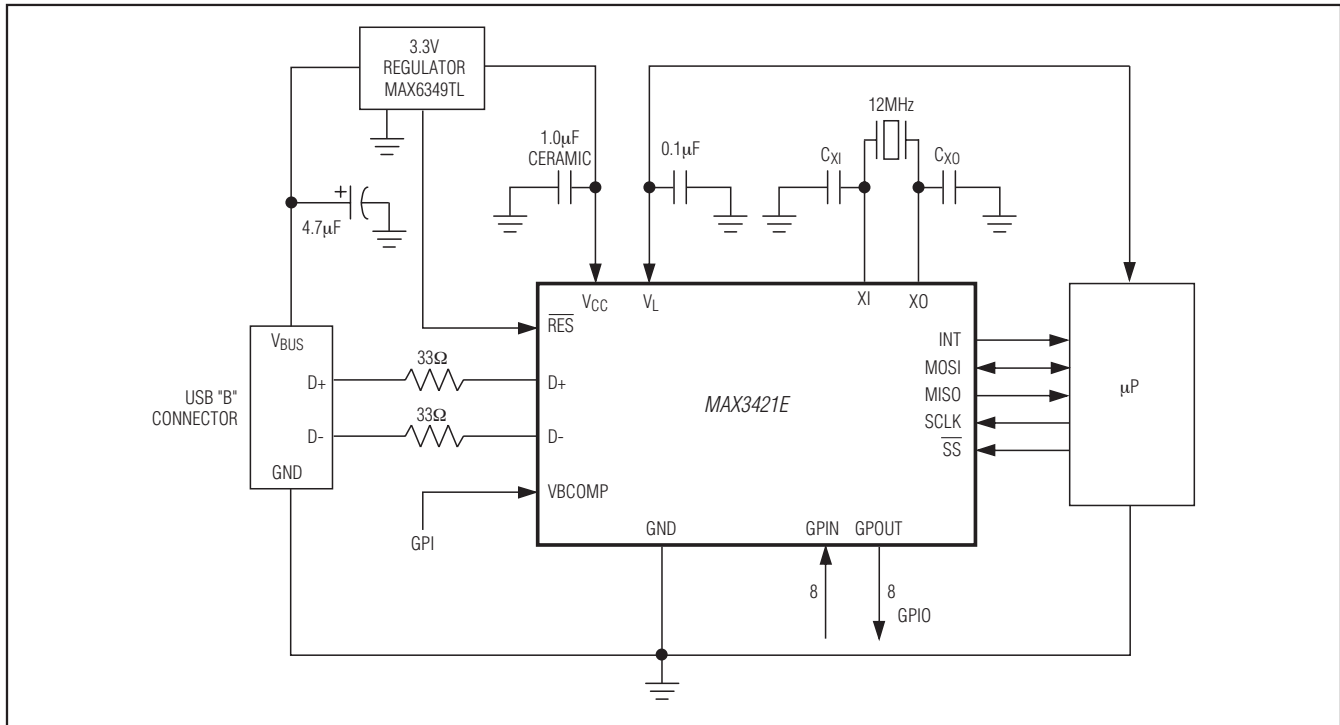 3.3V
REGULATOR
MAX6349TL
12MHz
1.0μF
CERAMIC
0.1μF
CXI
CXO
+
4.7μF
VCC
VL
XI
XO
RES
INT
VBUS
33Ω
D+
D+
MOSI
USB "B"
CONNECTOR
MAX3421E
MISO
μP
33Ω
SCLK
D-
D-
SS
GND
VBCOMP
GPI
GND
GPIN
GPOUT
8
8
GPIO